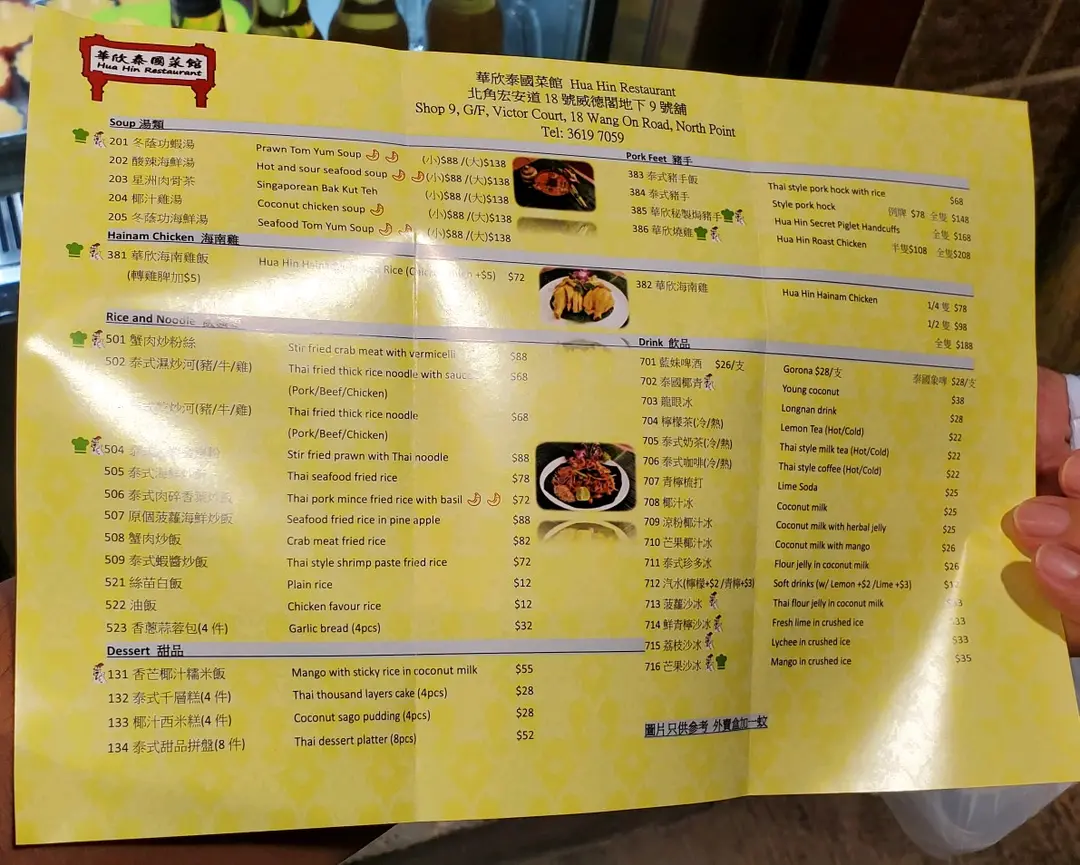 華欣泰國菜館
Hua Hin Restaurant
華欣泰國菜館 Hua Hin Restaurant
北角宏安道 18 號威德閣地下 9 號舖
Shop 9, G/F, Victor Court, 18 Wang On Road, North Point
Tel: 3619 7059
Soup 湯類
201 冬蔭功蝦湯 Prawn Tom Yum Soup (小)$88 /(大)$138
202 酸辣海鮮湯 Hot and sour seafood soup (小)$88 /(大)$138
203 星洲肉骨茶 Singaporean Bak Kut Teh (小)$88 /(大)$138
204 椰汁雞湯 Coconut chicken soup (小)$88 /(大)$138
205 冬蔭功海鮮湯 Seafood Tom Yum Soup (小)$88 /(大)$138
Hainam Chicken 海南雞
381 華欣海南雞飯 Hua Hin Rice +$5) $72
(轉雞脾加$5)
Rice and Noodle
501 蟹肉炒粉絲 Stir fried crab meat with vermicelli $88
502 泰式濕炒河(豬/牛/雞) Thai fried thick rice noodle with sauce $68
(Pork/Beef/Chicken)
炒河(豬/牛/雞) Thai fried thick rice noodle $68
(Pork/Beef/Chicken)
504 Stir fried prawn with Thai noodle $88
505 泰式海鮮 Thai seafood fried rice $78
506 泰式肉碎香 炒飯 Thai pork mince fried rice with basil $72
507 原個菠蘿海鮮炒飯 Seafood fried rice in pine apple $88
508 蟹肉炒飯 Crab meat fried rice $82
509 泰式蝦醬炒飯 Thai style shrimp paste fried rice $72
521 絲苗白飯 Plain rice $12
522 油飯 Chicken favour rice $12
523 香蔥蒜蓉包(4 件) Garlic bread (4pcs) $32
Dessert 甜品
131 香芒椰汁糯米飯 Mango with sticky rice in coconut milk $55
132 泰式千層糕(4 件) Thai thousand layers cake (4pcs) $28
133 椰汁西米糕(4 件) Coconut sago pudding (4pcs) $28
134 泰式甜品拼盤(8 件) Thai dessert platter (8pcs) $52
Pork Feet 豬手
383 泰式豬手飯 Thai style pork hock with rice $68
384 泰式豬手 Style pork hock 例牌 $78 全隻 $148
385 華欣秘製焗豬手 Hua Hin Secret Piglet Handcuffs 全隻 $168
386 華欣燒雞 Hua Hin Roast Chicken 半隻$108 全隻$208
382 華欣海南雞 Hua Hin Hainam Chicken 1/4 隻 $78
1/2 隻 $98
全隻 $188
Drink 飲品
701 藍妹啤酒 $26/支 Gorona $28/支 泰國象啤 $28/支
702 泰國椰青 Young coconut $38
703 龍眼冰 Longnan drink $28
704 檸檬茶(冷/熱) Lemon Tea (Hot/Cold) $22
705 泰式奶茶(冷/熱) Thai style milk tea (Hot/Cold) $22
706 泰式咖啡(冷/熱) Thai style coffee (Hot/Cold) $22
707 青檸梳打 Lime Soda $25
708 椰汁冰 Coconut milk $25
709 涼粉椰汁冰 Coconut milk with herbal jelly $25
710 芒果椰汁冰 Coconut milk with mango $26
711 泰式珍多冰 Flour jelly in coconut milk $26
712 汽水(檸檬+$2 /青檸+$3) Soft drinks (w/ Lemon +$2 /Lime +$3)
713 菠蘿沙冰 Thai flour jelly in coconut milk
714 鮮青檸沙冰 Fresh lime in crushed ice $33
715 荔枝沙冰 Lychee in crushed ice $33
716 芒果沙冰 Mango in crushed ice $35
圖片只供參考 外賣盒加一蚊